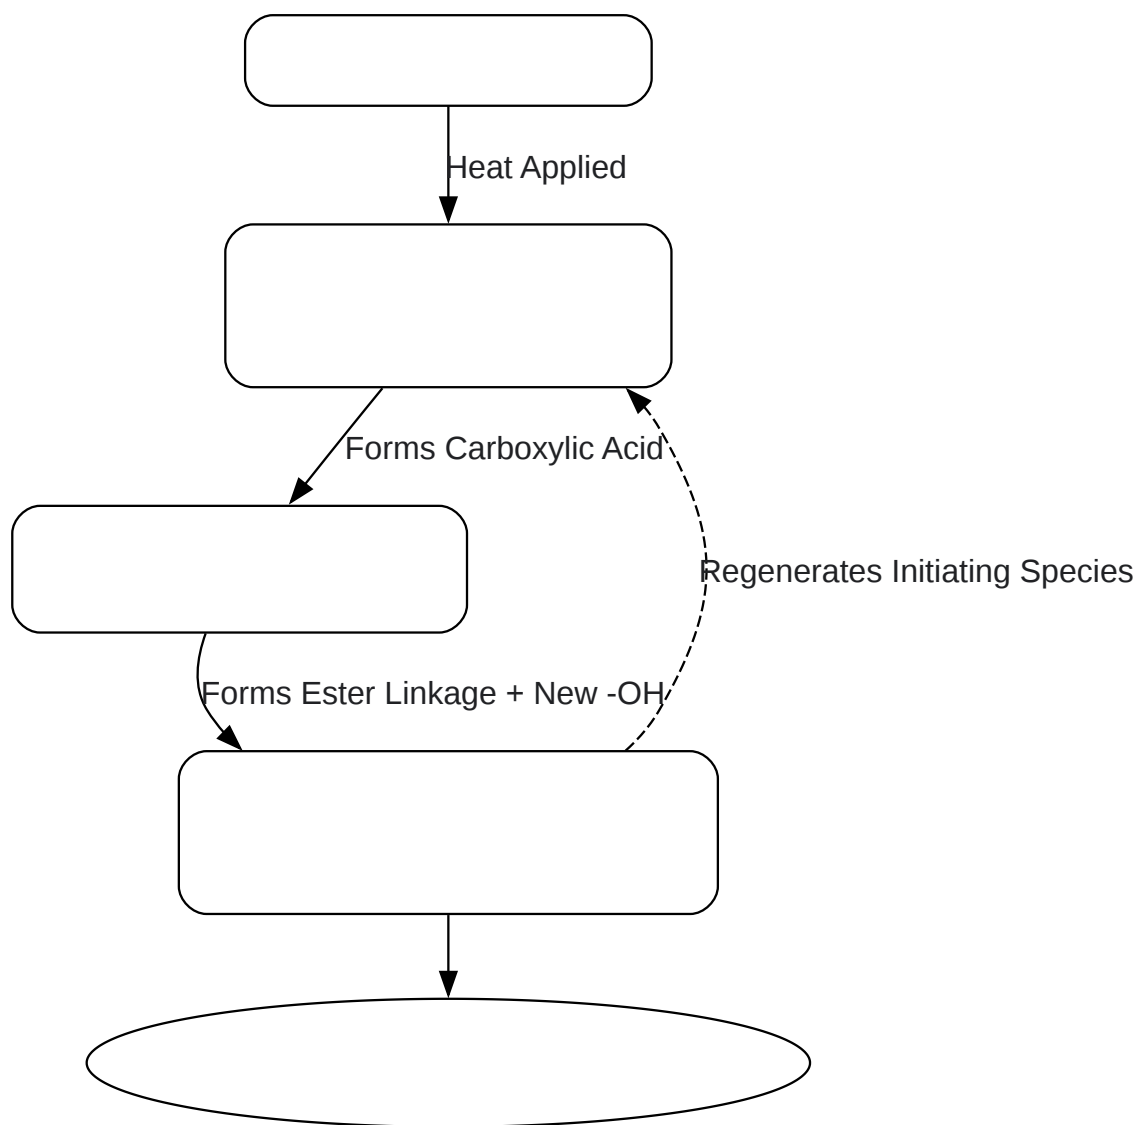 Heat Applied
Forms Carboxylic Acid
Regenerates Initiating Species
Forms Ester Linkage + New -OH